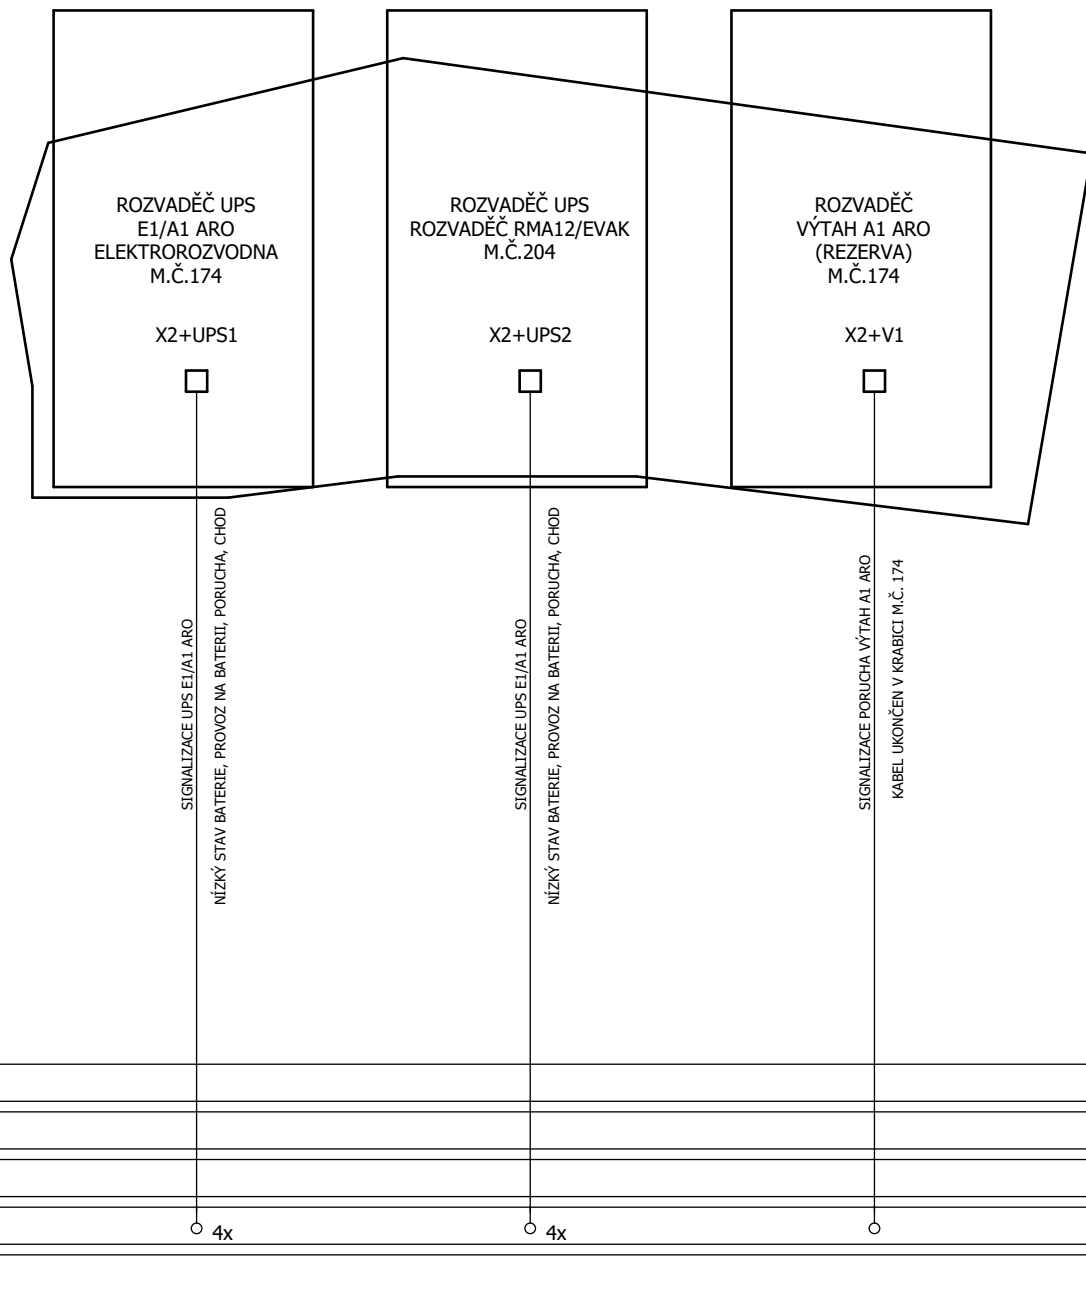 ROZVADĚČ UPS
E1/A1 ARO
ELEKTROROZVODNA
M.Č.174
X2+UPS1
ROZVADĚČ UPS
ROZVADĚČ RMA12/EVAK
M.Č.204
X2+UPS2
ROZVADĚČ
VÝTAH A1 ARO
(REZERVA)
M.Č.174
X2+V1
SIGNALIZACE UPS E1/A1 ARO
NÍZKÝ STAV BATERIE, PROVOZ NA BATERII, PORUCHA, CHOD
SIGNALIZACE UPS E1/A1 ARO
NÍZKÝ STAV BATERIE, PROVOZ NA BATERII, PORUCHA, CHOD
SIGNALIZACE PORUCHA VÝTAH A1 ARO
KABEL UKONČEN V KRABICI M.Č. 174
4x
4x